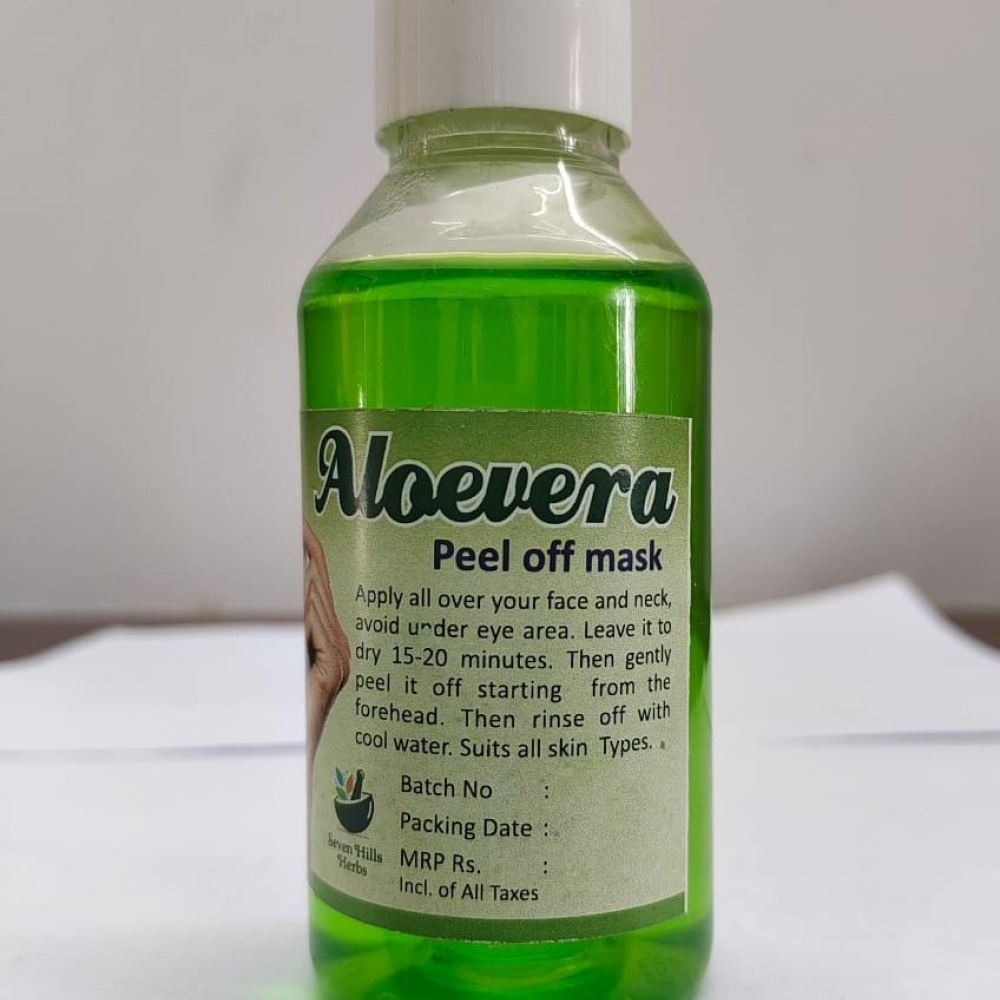 Aloevera
Peel off mask
Apply all over your face and neck,
avoid under eye area. Leave it to
dry 15-20 minutes. Then gently
peel it off starting from the
forehead. Then rinse off with
cool water. Suits all skin Types.
Batch No :
Packing Date :
MRP Rs. :
Incl. of All Taxes
Seven Hills
Herbs